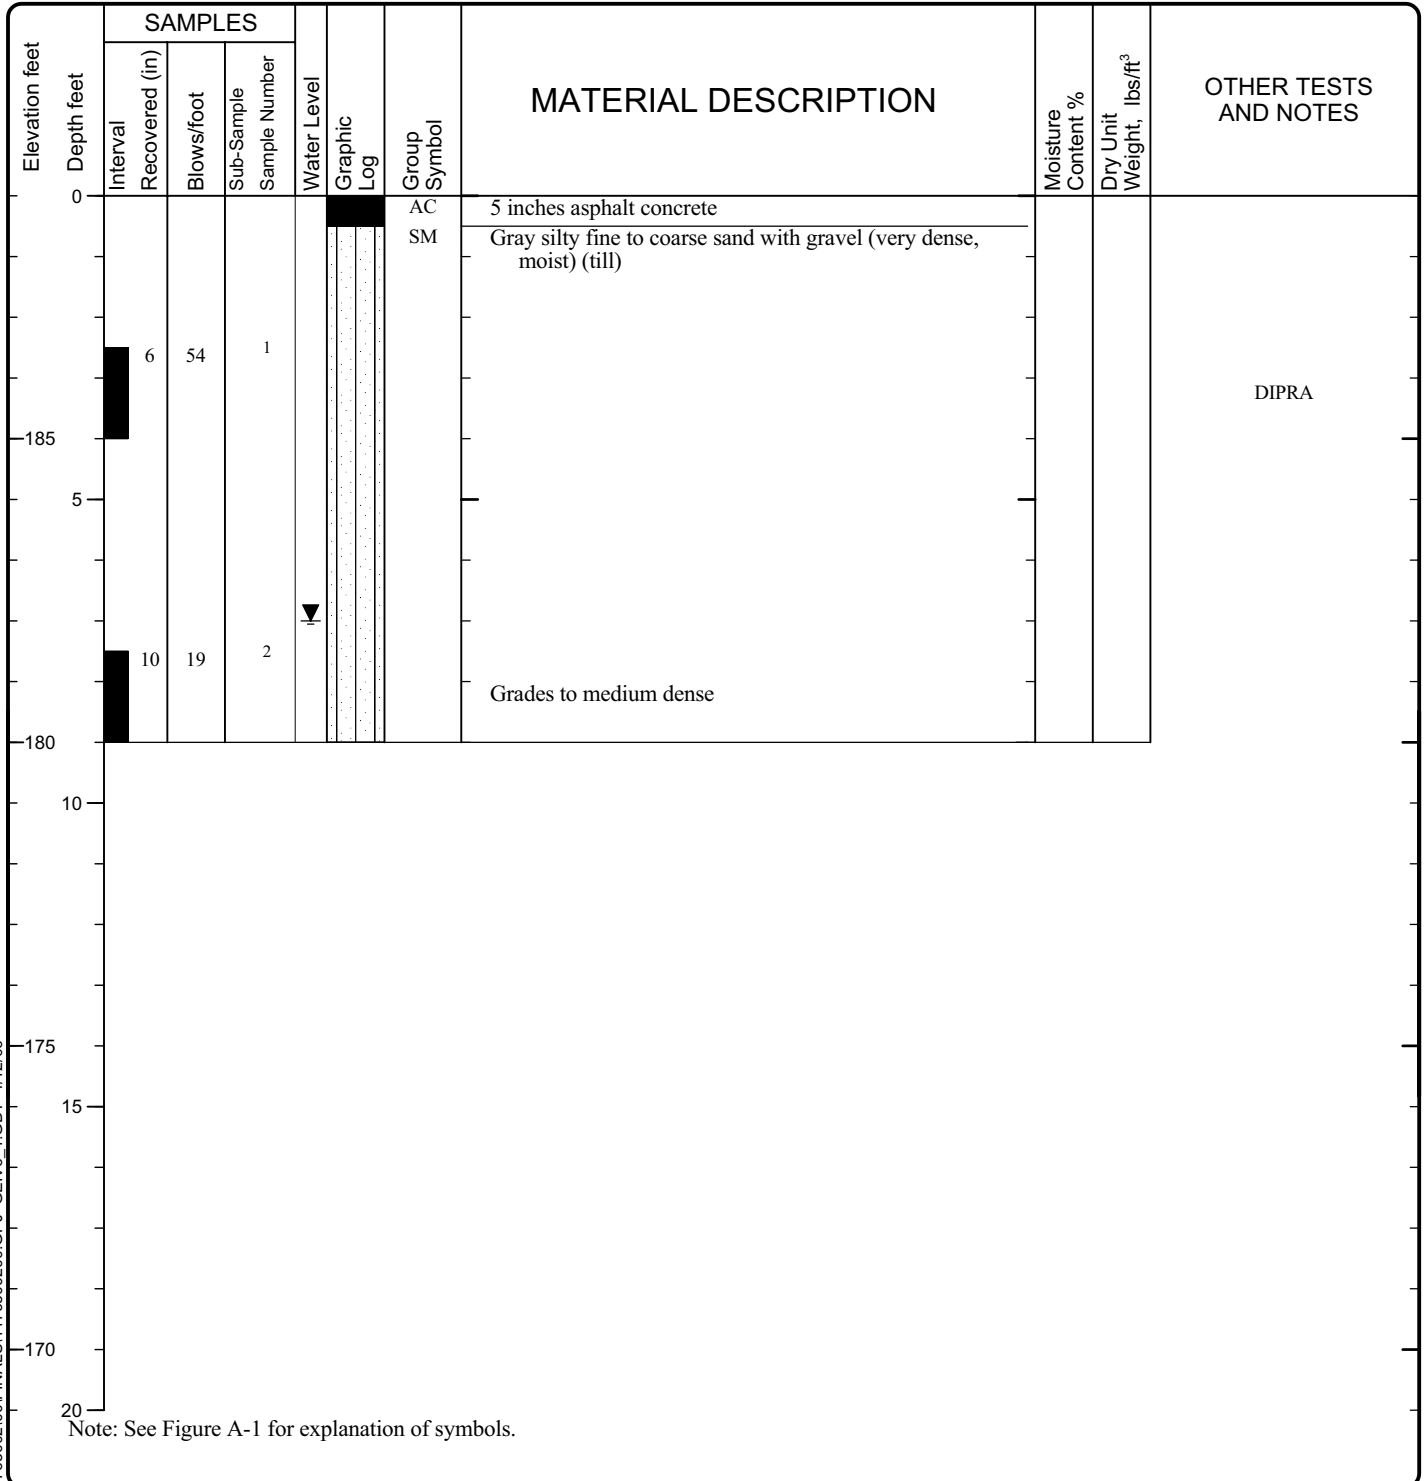 SAMPLES
Elevation feet
Depth feet
Interval
Recovered (in)
Blows/foot
Sub-Sample
Sample Number
Water Level
Graphic
Log
Group
Symbol
MATERIAL DESCRIPTION
Moisture
Content %
Dry Unit
Weight, lbs/ft³
OTHER TESTS
AND NOTES
0
AC 5 inches asphalt concrete
SM Gray silty fine to coarse sand with gravel (very dense,
moist) (till)
6 54 1
DIPRA
185
5
10 19 2
Grades to medium dense
180
10
175
15
170
20
Note: See Figure A-1 for explanation of symbols.